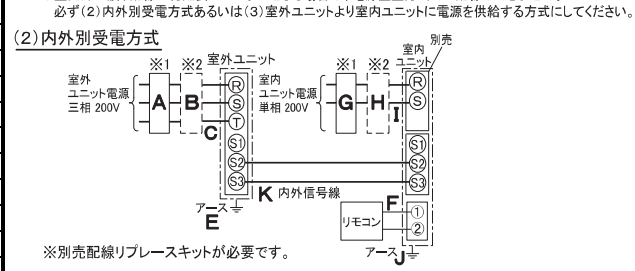 必ず(2)内外別受電方式あるいは(3)室外ユニットより室内ユニットに電源を供給する方式にしてください。
(2)内外別受電方式
別売
※1 ※2 室外ユニット
※1 ※2 室内ユニット
室外
ユニット電源
三相 200V
A
B
C
R
S
T
S1
S2
S3
室内
ユニット電源
単相 200V
G
H
I
R
S
S1
S2
S3
K 内外信号線
アース
E
リモコン
F
①
②
アース
J
※別売配線リプレースキットが必要です。